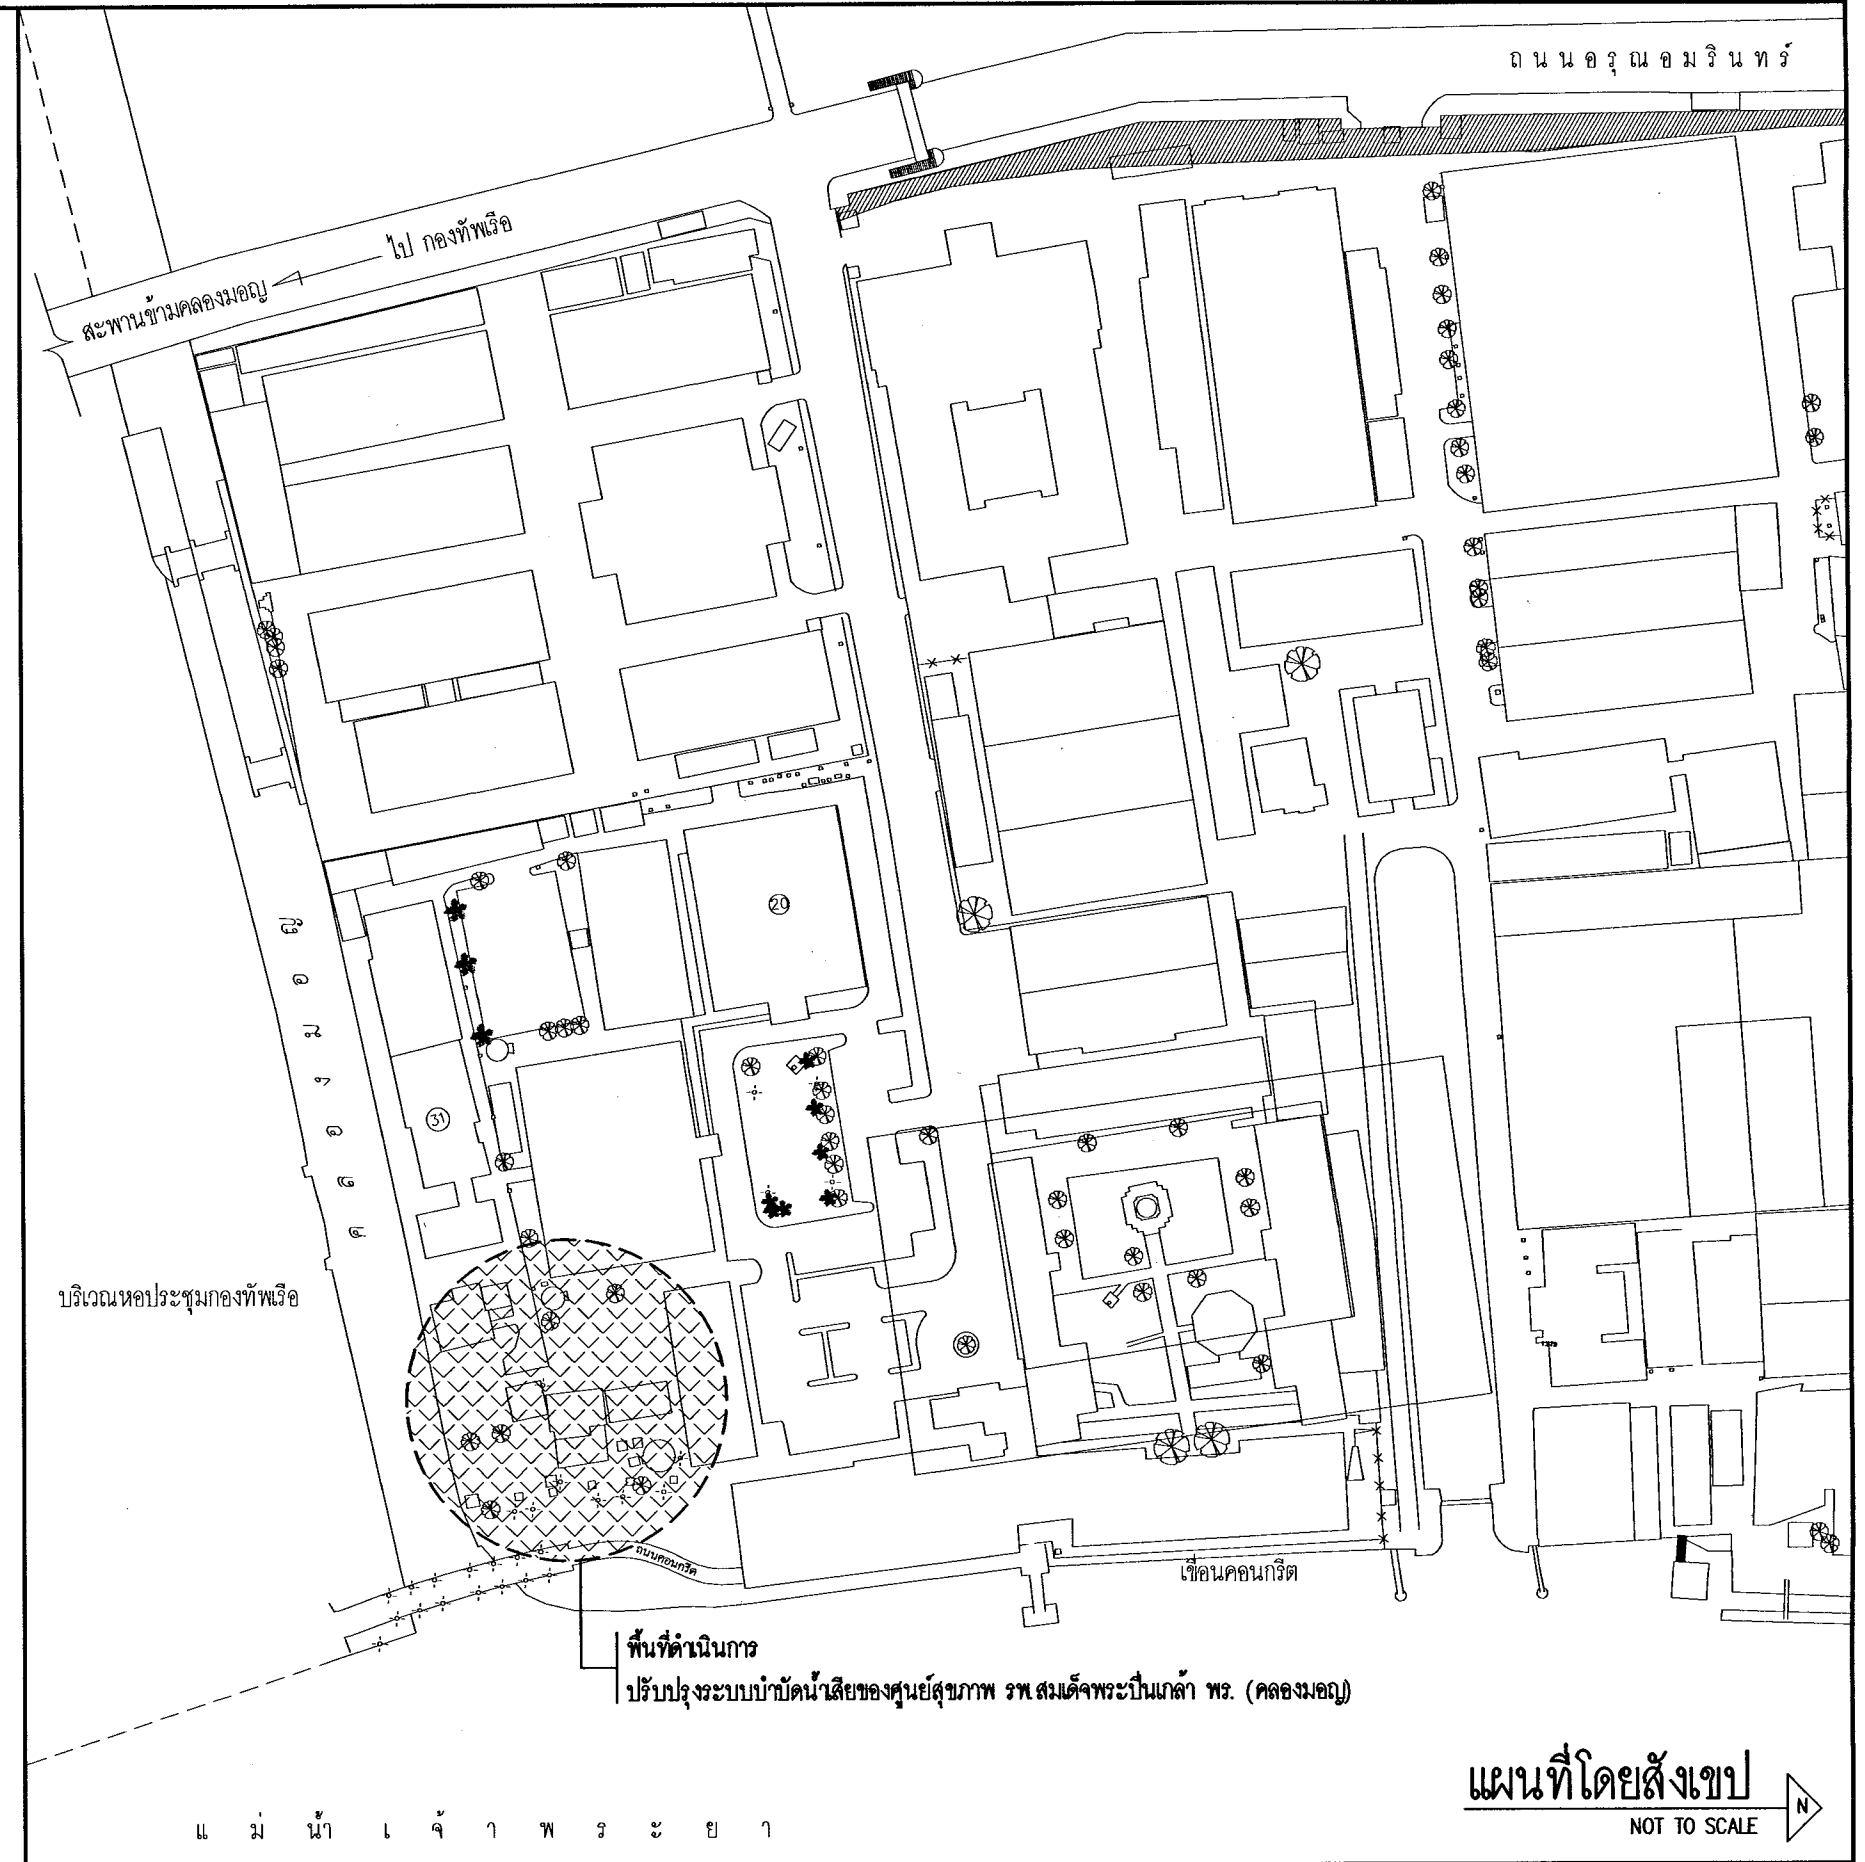 ถนนอรุณอมรินทร์
ไป กองทัพเรือ
สะพานข้ามคลองมอญ
20
คลองมอญ
31
บริเวณหอประชุมกองทัพเรือ
ถนนคอนกรีต
เขื่อนคอนกรีต
พื้นที่ดำเนินการ
ปรับปรุงระบบบำบัดน้ำเสียของศูนย์สุขภาพ รพ.สมเด็จพระปิ่นเกล้า พร. (คลองมอญ)
แผนที่โดยสังเขป
NOT TO SCALE
N
แม่น้ำเจ้าพระยา